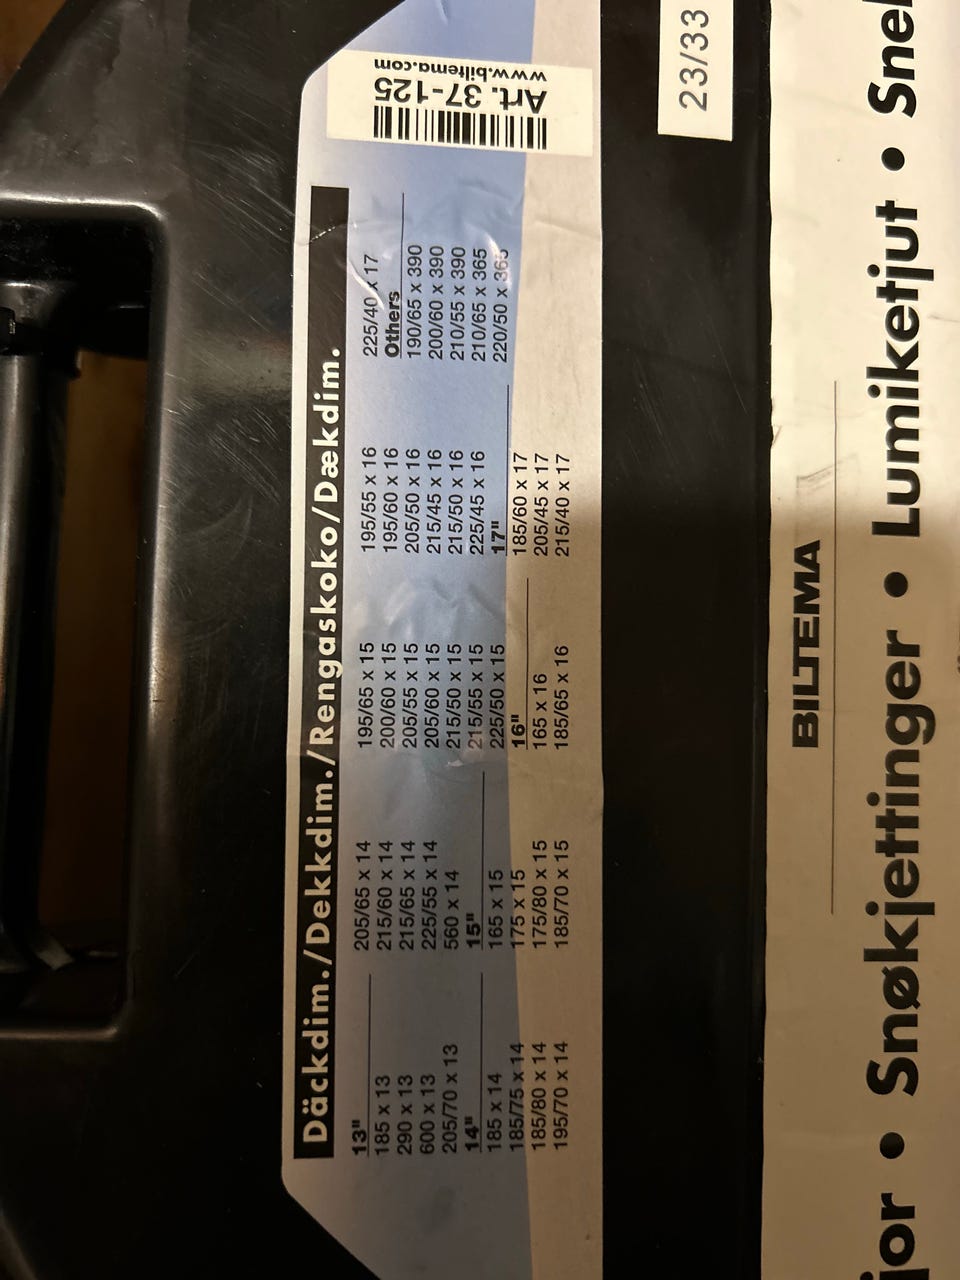 Däckdim./Dekkdim./Rengaskoko/Dækdim.
13"
185 x 13
290 x 13
600 x 13
205/70 x 13
14"
185 x 14
185/75 x 14
185/80 x 14
195/70 x 14
205/65 x 14
215/60 x 14
215/65 x 14
225/55 x 14
560 x 14
15"
165 x 15
175 x 15
175/80 x 15
185/70 x 15
195/65 x 15
200/60 x 15
205/55 x 15
205/60 x 15
215/50 x 15
215/55 x 15
225/50 x 15
16"
165 x 16
185/65 x 16
195/55 x 16
195/60 x 16
205/50 x 16
215/45 x 16
215/50 x 16
225/45 x 16
17"
185/60 x 17
205/45 x 17
215/40 x 17
225/40 x 17
Others
190/65 x 390
200/60 x 390
210/55 x 390
210/65 x 365
220/50 x 365
Art. 37-125
www.biltema.com
23/33
BILTEMA
jor • Snøkjettinger • Lumiketjut • Snel